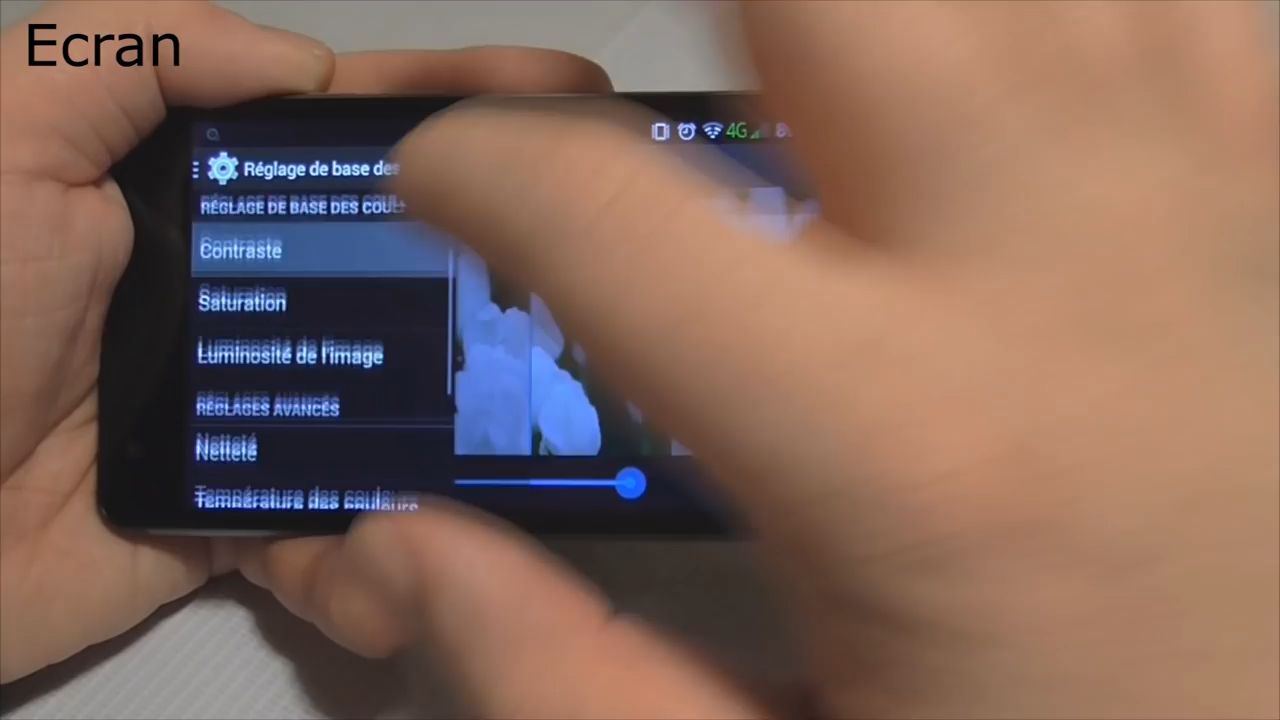 Ecran
4G
Réglage de base des
RÉGLAGE DE BASE DES COUL
Contraste
Saturation
Luminosité de l'image
RÉGLAGES AVANCÉS
Netteté
Température des couleurs